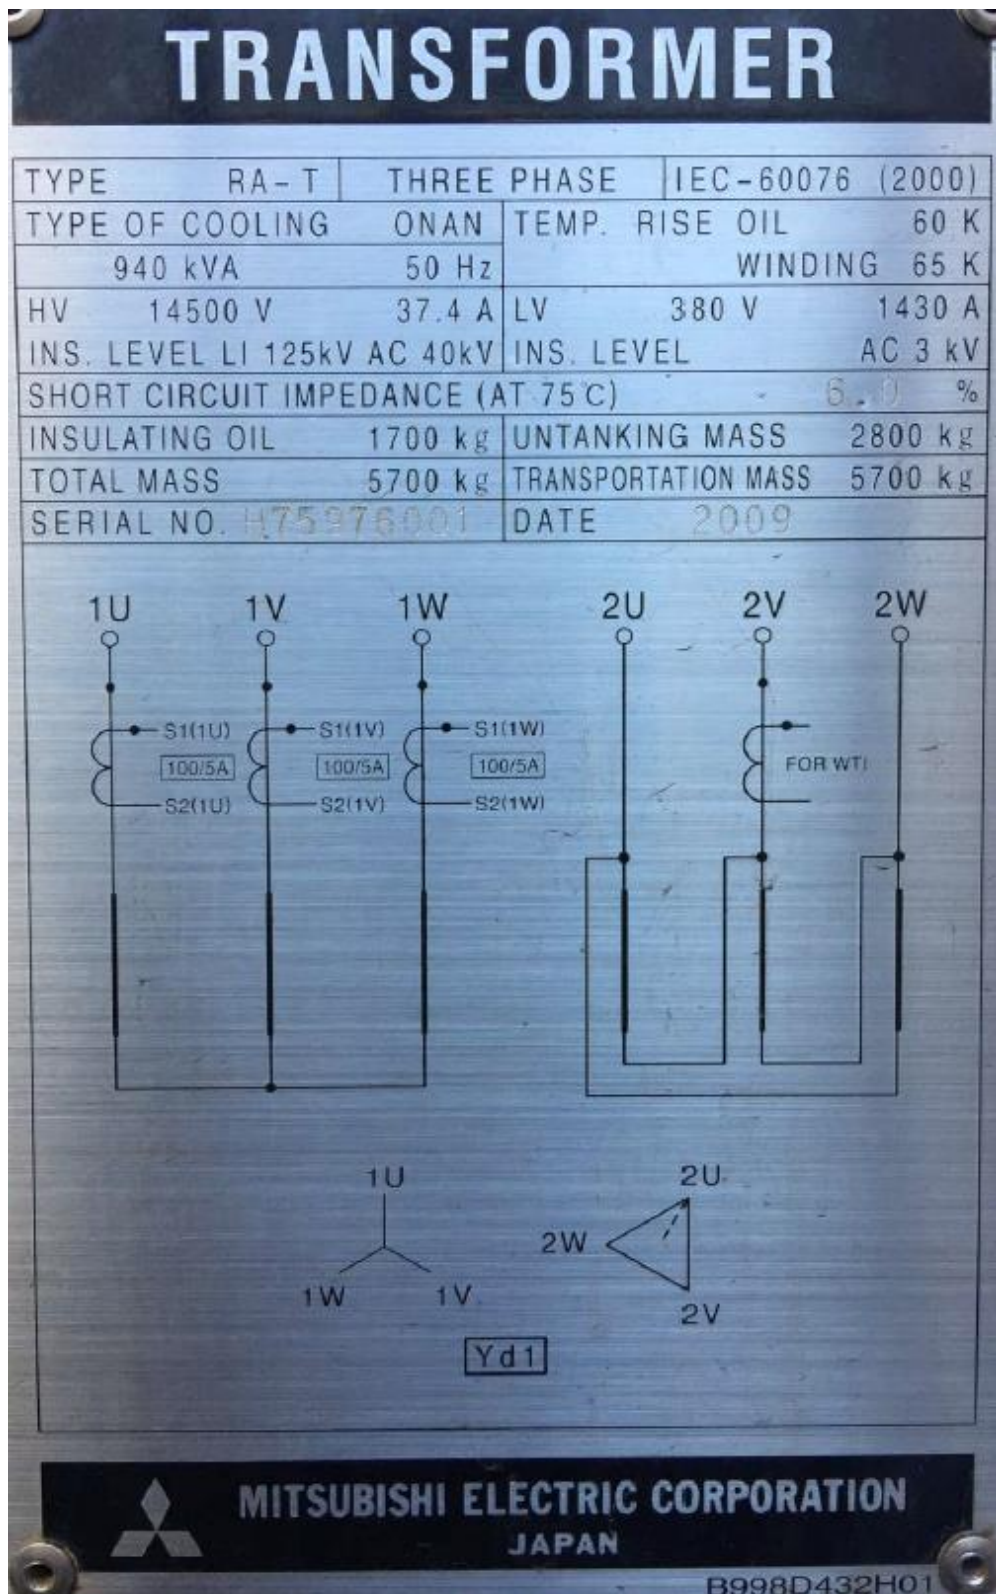 TRANSFORMER
TYPE RA-T THREE PHASE IEC-60076 (2000)
TYPE OF COOLING ONAN TEMP. RISE OIL 60 K
940 kVA 50 Hz WINDING 65 K
HV 14500 V 37.4 A LV 380 V 1430 A
INS. LEVEL LI 125kV AC 40kV INS. LEVEL AC 3 kV
SHORT CIRCUIT IMPEDANCE (AT 75℃) 6.0 %
INSULATING OIL 1700 kg UNTANKING MASS 2800 kg
TOTAL MASS 5700 kg TRANSPORTATION MASS 5700 kg
SERIAL NO. H75976001 DATE 2009
1U 1V 1W 2U 2V 2W
S1(1U) S1(1V) S1(1W)
100/5A 100/5A 100/5A FOR WTI
S2(1U) S2(1V) S2(1W)
1U 2U
2W
1W 1V 2V
Yd1
MITSUBISHI ELECTRIC CORPORATION
JAPAN
B998D432H01